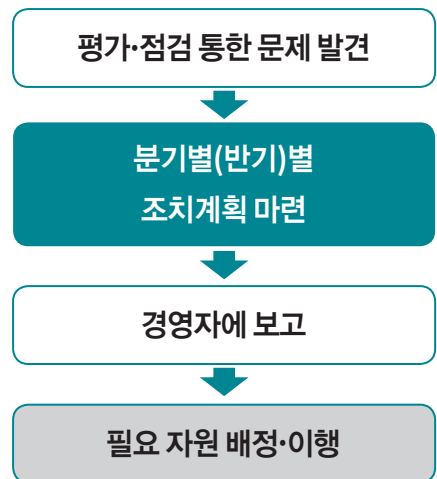 평가•점검 통한 문제 발견
분기별(반기)별
조치계획 마련
경영자에 보고
필요 자원 배정•이행